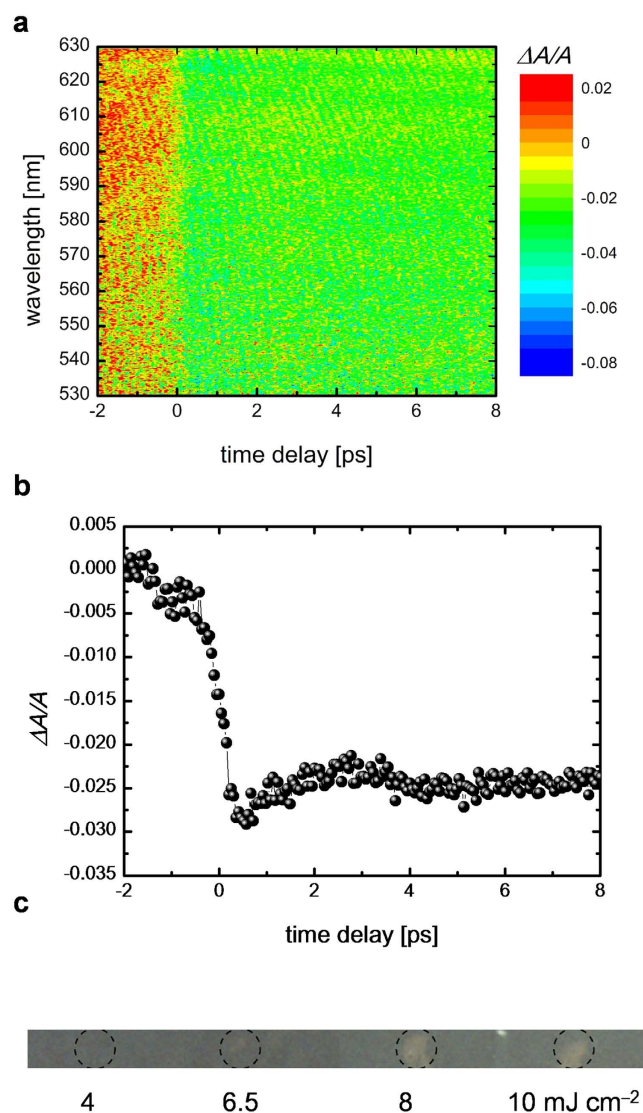 a
ΔA/A
630
620
610
600
590
580
570
560
550
540
530
wavelength [nm]
0.02
0
-0.02
-0.04
-0.06
-0.08
-2 0 2 4 6 8
time delay [ps]
b
0.005
0.000
-0.005
-0.010
-0.015
-0.020
-0.025
-0.030
-0.035
ΔA/A
-2 0 2 4 6 8
time delay [ps]
c
4 6.5 8 10 mJ cm⁻²